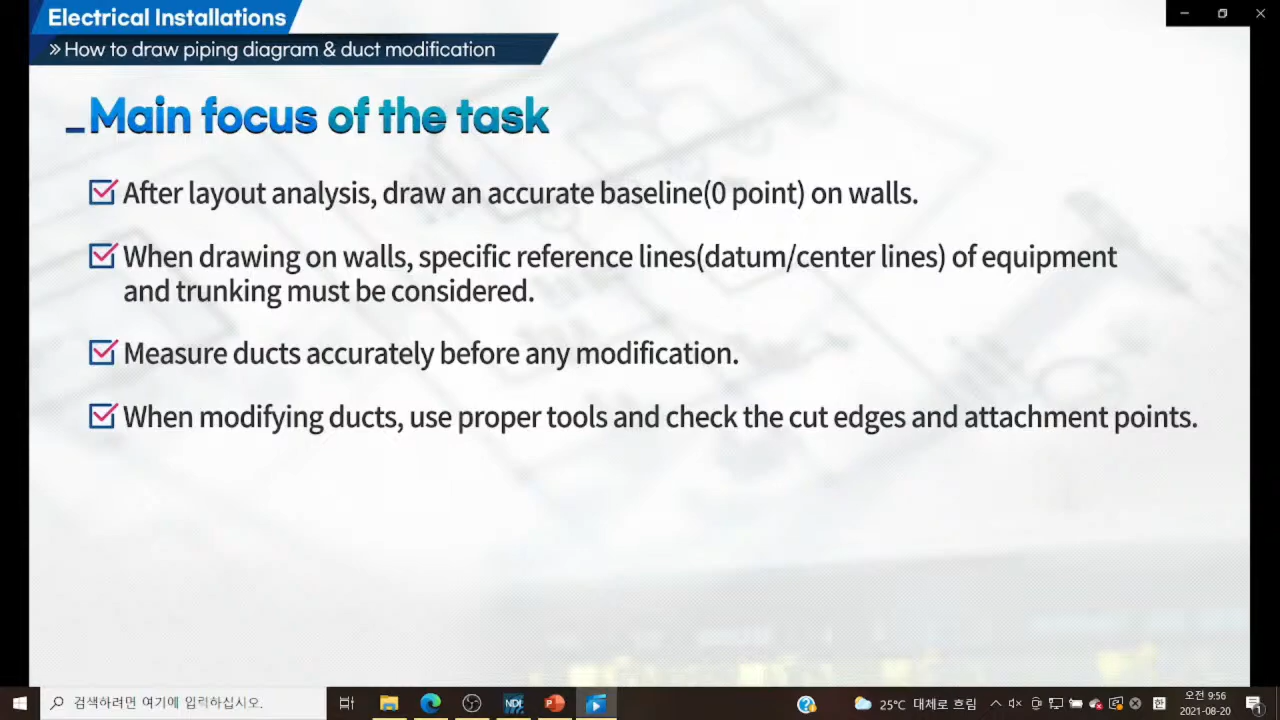 Electrical Installations
» How to draw piping diagram & duct modification
Main focus of the task
After layout analysis, draw an accurate baseline(0 point) on walls.
When drawing on walls, specific reference lines(datum/center lines) of equipment
and trunking must be considered.
Measure ducts accurately before any modification.
When modifying ducts, use proper tools and check the cut edges and attachment points.
검색하려면 여기에 입력하십시오.
25℃ 대체로 흐림
한
오전 9:56
2021-08-20
1